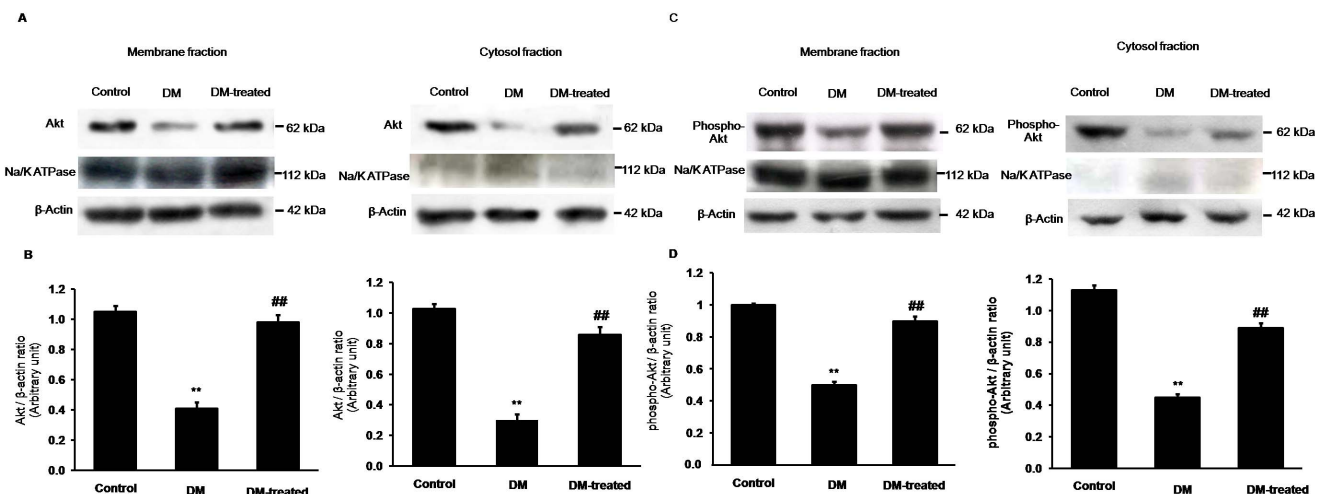 A
Membrane fraction
Cytosol fraction
Control DM DM-treated
Control DM DM-treated
Akt 62 kDa
Akt 62 kDa
Na/KATPase 112 kDa
Na/KATPase 112 kDa
β-Actin 42 kDa
β-Actin 42 kDa
C
Membrane fraction
Cytosol fraction
Control DM DM-treated
Control DM DM-treated
Phospho-
Akt 62 kDa
Phospho-
Akt 62 kDa
Na/KATPase 112 kDa
Na/KATPase 112 kDa
β-Actin 42 kDa
β-Actin 42 kDa
B
Akt / β-actin ratio
(Arbitrary unit)
1.2
1.0
0.8
0.6
0.4
0.2
0.0
**
##
Control DM DM-treated
Akt / β-actin ratio
(Arbitrary unit)
1.2
1.0
0.8
0.6
0.4
0.2
0.0
**
##
Control DM DM-treated
D
phospho-Akt / β-actin ratio
(Arbitrary unit)
1.2
1
0.8
0.6
0.4
0.2
0.0
**
##
Control DM DM-treated
phospho-Akt / β-actin ratio
(Arbitrary unit)
1.2
1.0
0.8
0.6
0.4
0.2
0.0
**
##
Control DM DM-treated